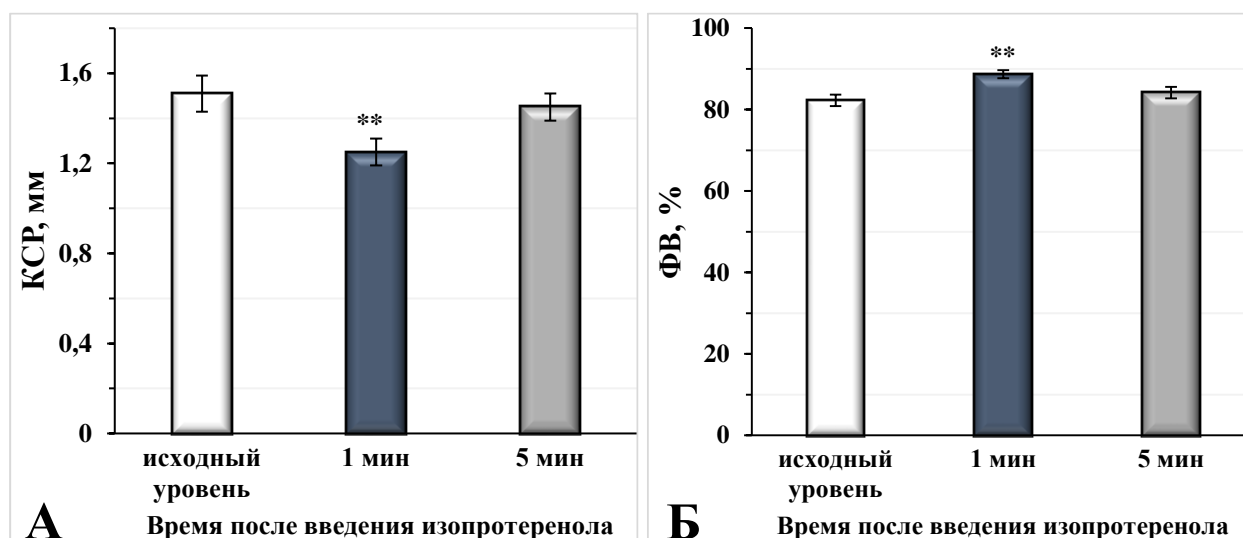 КСР, мм
1,6
1,2
0,8
0,4
0
**
исходный
уровень
1 мин
5 мин
А
Время после введения изопротеренола
ФВ, %
100
80
60
40
20
0
**
исходный
уровень
1 мин
5 мин
Б
Время после введения изопротеренола